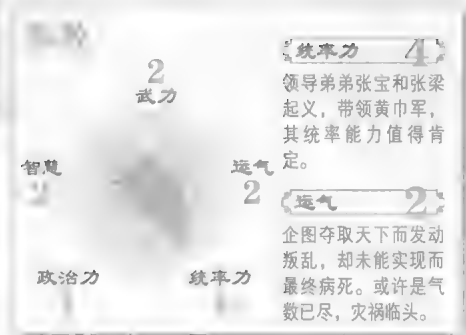 2
武力
智慧
2
运气
2
政治力
统率力
统率力 4
领导弟弟张宝和张梁
起义，带领黄巾军，
其统率能力值得肯
定。
运气 2
企图夺取天下而发动
叛乱，却未能实现而
最终病死。或许是气
数已尽，灾祸临头。